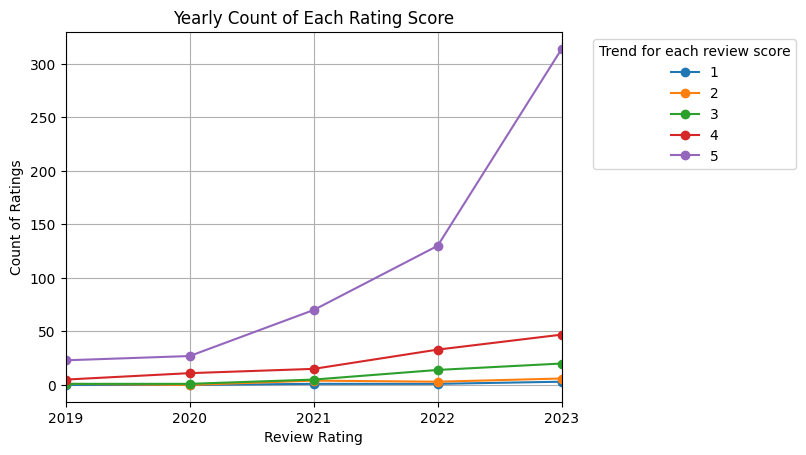 Yearly Count of Each Rating Score
Count of Ratings
300
250
200
150
100
50
0
2019 2020 2021 2022 2023
Review Rating
Trend for each review score
1
2
3
4
5